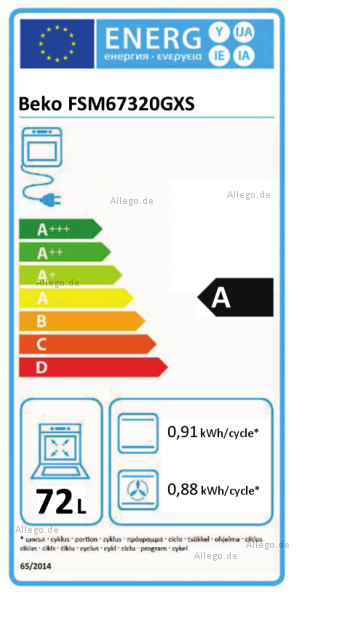 ENERG Y IJA
енергия · ενεργεια IE IA
Beko FSM67320GXS
Allego.de
Allego.de
A+++
A++
A+
Allego.de
A
A
B
C
D
0,91 kWh/cycle*
0,88 kWh/cycle*
72 L
Allego.de
* цикъл · cyklus · portion · zyklus · πρόγραμμα · ciclo · tsükkel · ohjelma · ciklus
Allego.de
ciklas · cikls · ċiklu · cyclus · cykl · ciclu · program · cykel
Allego.de
65/2014